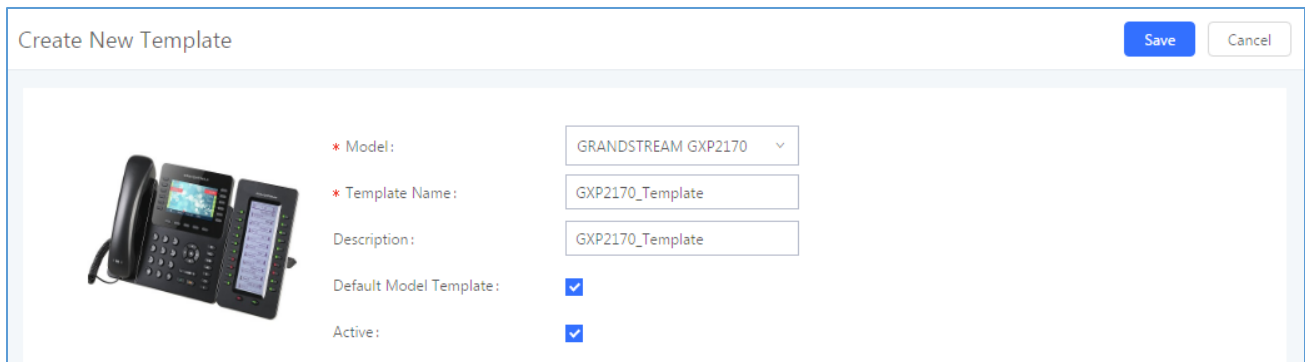 Create New Template
Save
Cancel
* Model:
GRANDSTREAM GXP2170
* Template Name:
GXP2170_Template
Description:
GXP2170_Template
Default Model Template:
Active: